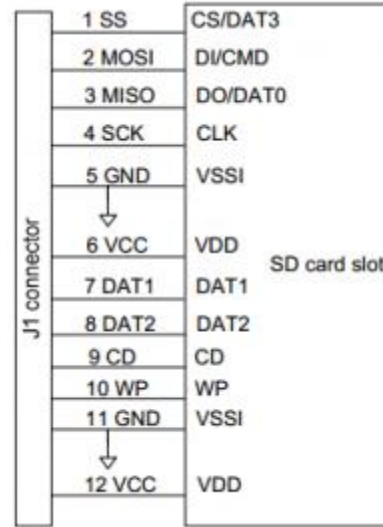 1 SS CS/DAT3
2 MOSI DI/CMD
3 MISO DO/DAT0
4 SCK CLK
5 GND VSSI
6 VCC VDD
7 DAT1 DAT1
8 DAT2 DAT2
9 CD CD
10 WP WP
11 GND VSSI
12 VCC VDD
J1 connector
SD card slot